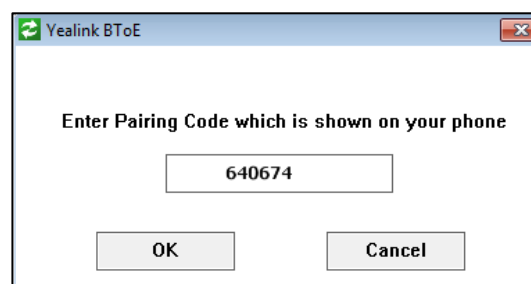 Yealink BToE
Enter Pairing Code which is shown on your phone
640674
OK Cancel